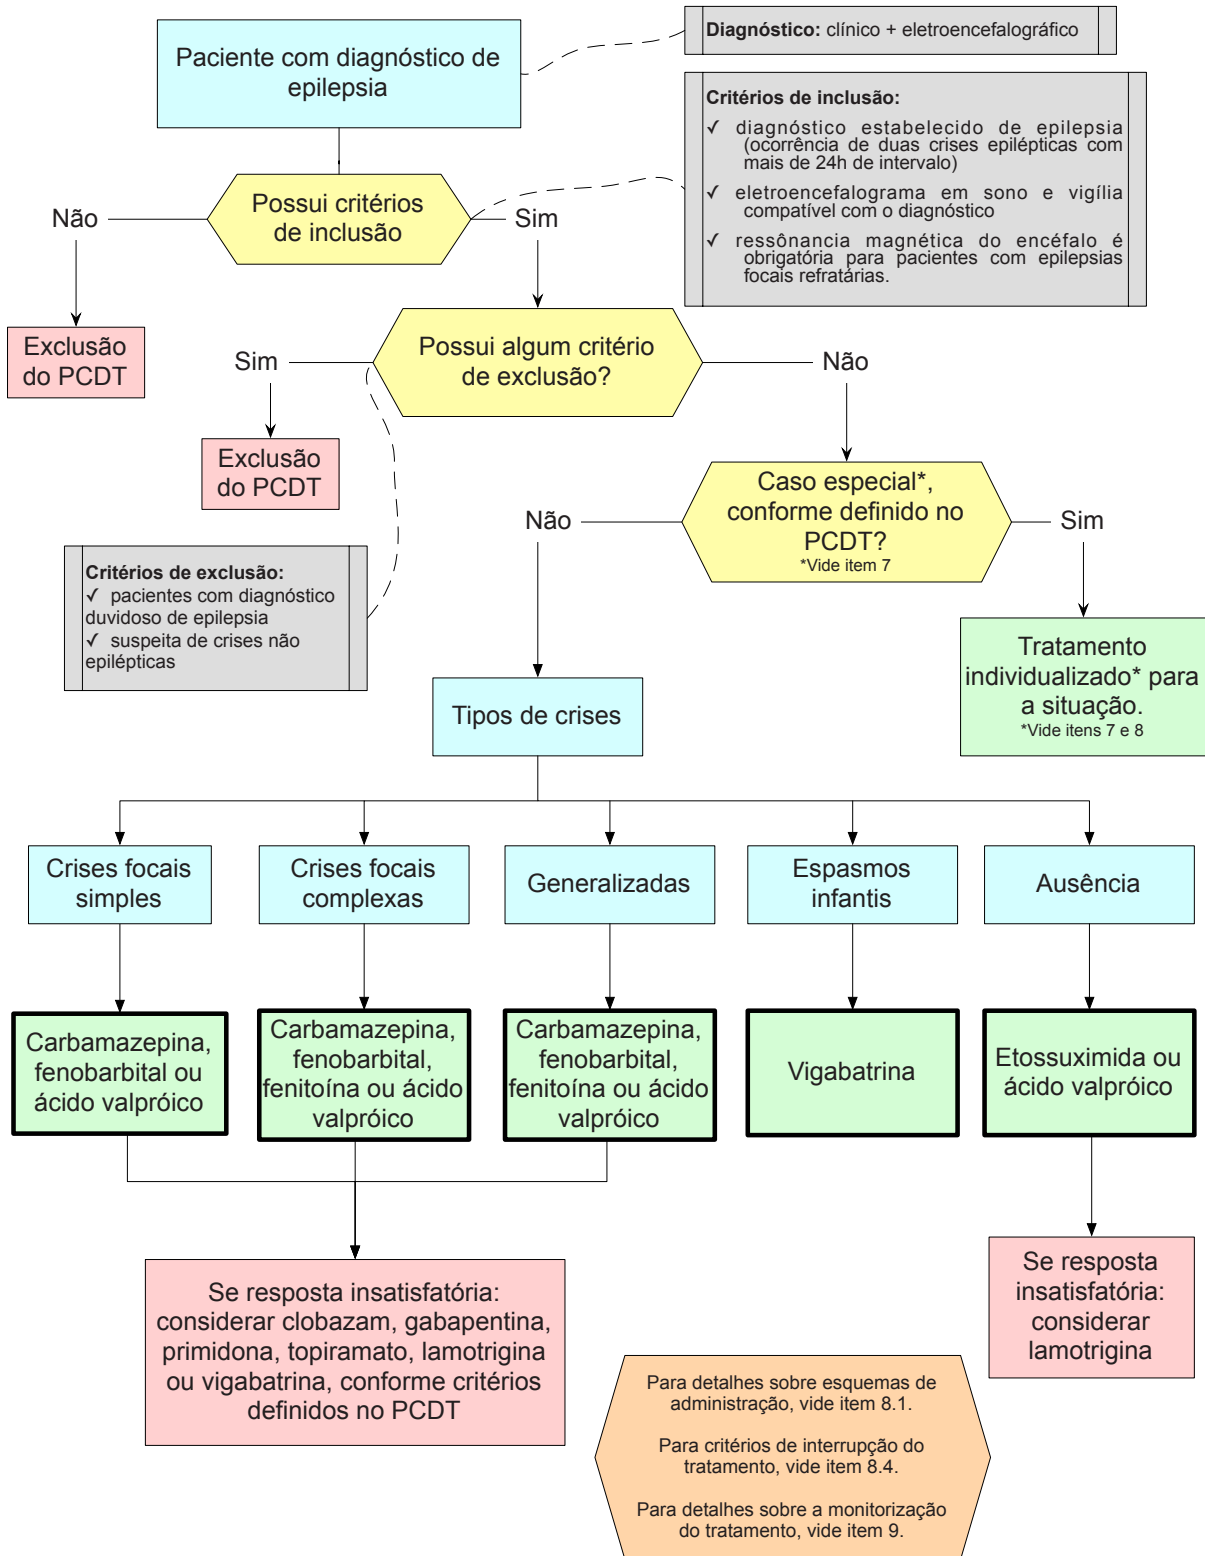 Paciente com diagnóstico de
epilepsia
Diagnóstico: clínico + eletroencefalográfico
Critérios de inclusão:
✓ diagnóstico estabelecido de epilepsia
(ocorrência de duas crises epilépticas com
mais de 24h de intervalo)
✓ eletroencefalograma em sono e vigília
compatível com o diagnóstico
✓ ressônancia magnética do encéfalo é
obrigatória para pacientes com epilepsias
focais refratárias.
Possui critérios
de inclusão
Não
Sim
Exclusão
do PCDT
Possui algum critério
de exclusão?
Sim
Não
Exclusão
do PCDT
Critérios de exclusão:
✓ pacientes com diagnóstico
duvidoso de epilepsia
✓ suspeita de crises não
epilépticas
Caso especial*,
conforme definido no
PCDT?
*Vide item 7
Não
Sim
Tratamento
individualizado* para
a situação.
*Vide itens 7 e 8
Tipos de crises
Crises focais
simples
Crises focais
complexas
Generalizadas
Espasmos
infantis
Ausência
Carbamazepina,
fenobarbital ou
ácido valpróico
Carbamazepina,
fenobarbital,
fenitoína ou ácido
valpróico
Carbamazepina,
fenobarbital,
fenitoína ou ácido
valpróico
Vigabatrina
Etossuximida ou
ácido valpróico
Se resposta insatisfatória:
considerar clobazam, gabapentina,
primidona, topiramato, lamotrigina
ou vigabatrina, conforme critérios
definidos no PCDT
Se resposta
insatisfatória:
considerar
lamotrigina
Para detalhes sobre esquemas de
administração, vide item 8.1.
Para critérios de interrupção do
tratamento, vide item 8.4.
Para detalhes sobre a monitorização
do tratamento, vide item 9.